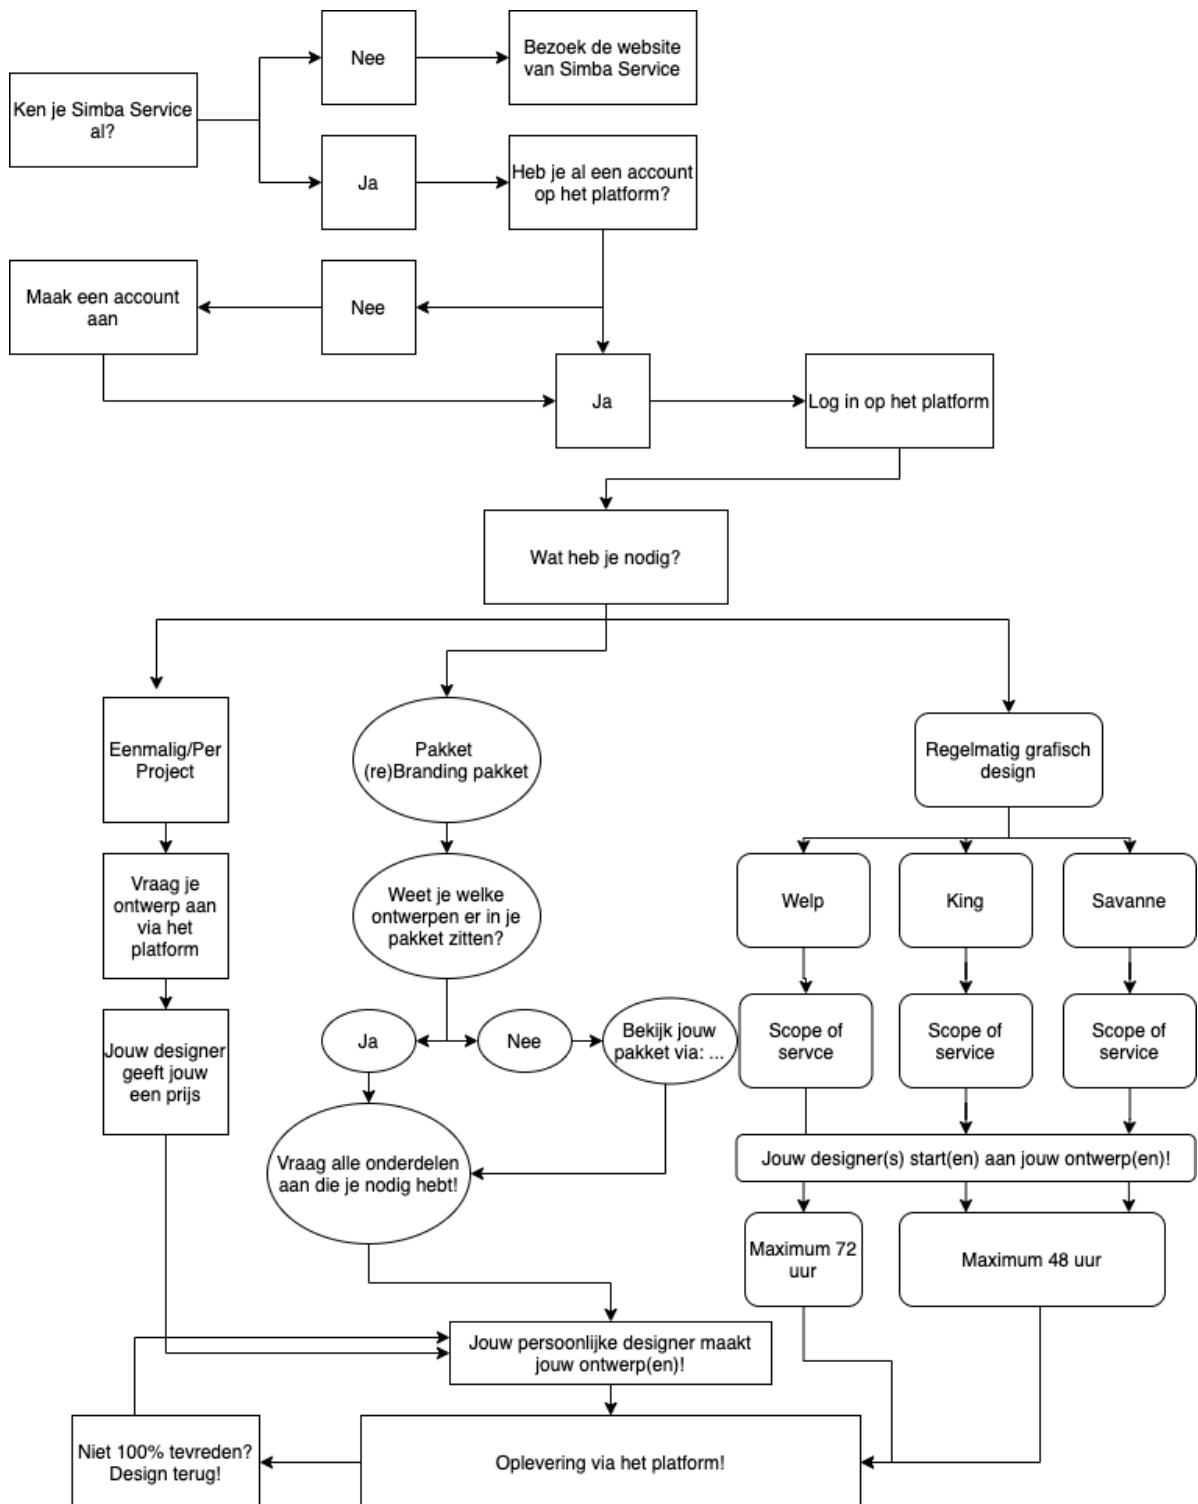 Nee
Bezoek de website
van Simba Service
Ken je Simba Service
al?
Ja
Heb je al een account
op het platform?
Maak een account
aan
Nee
Ja
Log in op het platform
Wat heb je nodig?
Eenmalig/Per
Project
Pakket
(re)Branding pakket
Regelmatig grafisch
design
Vraag je
ontwerp aan
via het
platform
Weet je welke
ontwerpen er in je
pakket zitten?
Welp
King
Savanne
Jouw designer
geeft jouw
een prijs
Ja
Nee
Bekijk jouw
pakket via: ...
Scope of
servce
Scope of
service
Scope of
service
Vraag alle onderdelen
aan die je nodig hebt!
Jouw designer(s) start(en) aan jouw ontwerp(en)!
Maximum 72
uur
Maximum 48 uur
Jouw persoonlijke designer maakt
jouw ontwerp(en)!
Niet 100% tevreden?
Design terug!
Oplevering via het platform!